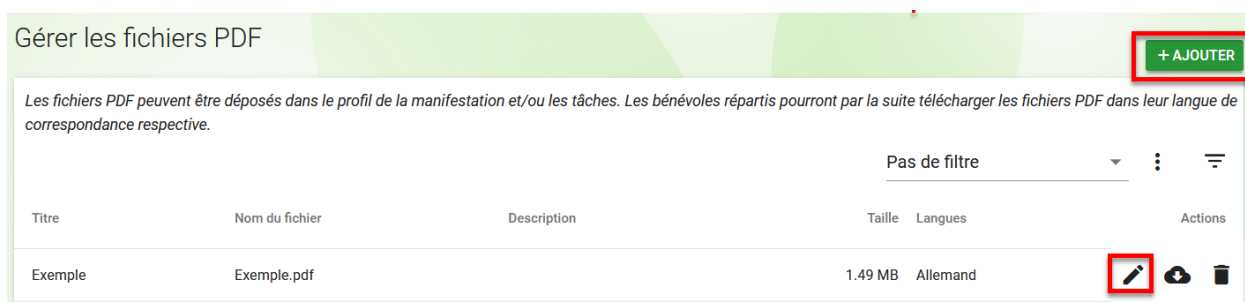 Gérer les fichiers PDF
+ AJOUTER
Les fichiers PDF peuvent être déposés dans le profil de la manifestation et/ou les tâches. Les bénévoles répartis pourront par la suite télécharger les fichiers PDF dans leur langue de
correspondance respective.
Pas de filtre
Titre Nom du fichier Description Taille Langues Actions
Exemple Exemple.pdf 1.49 MB Allemand